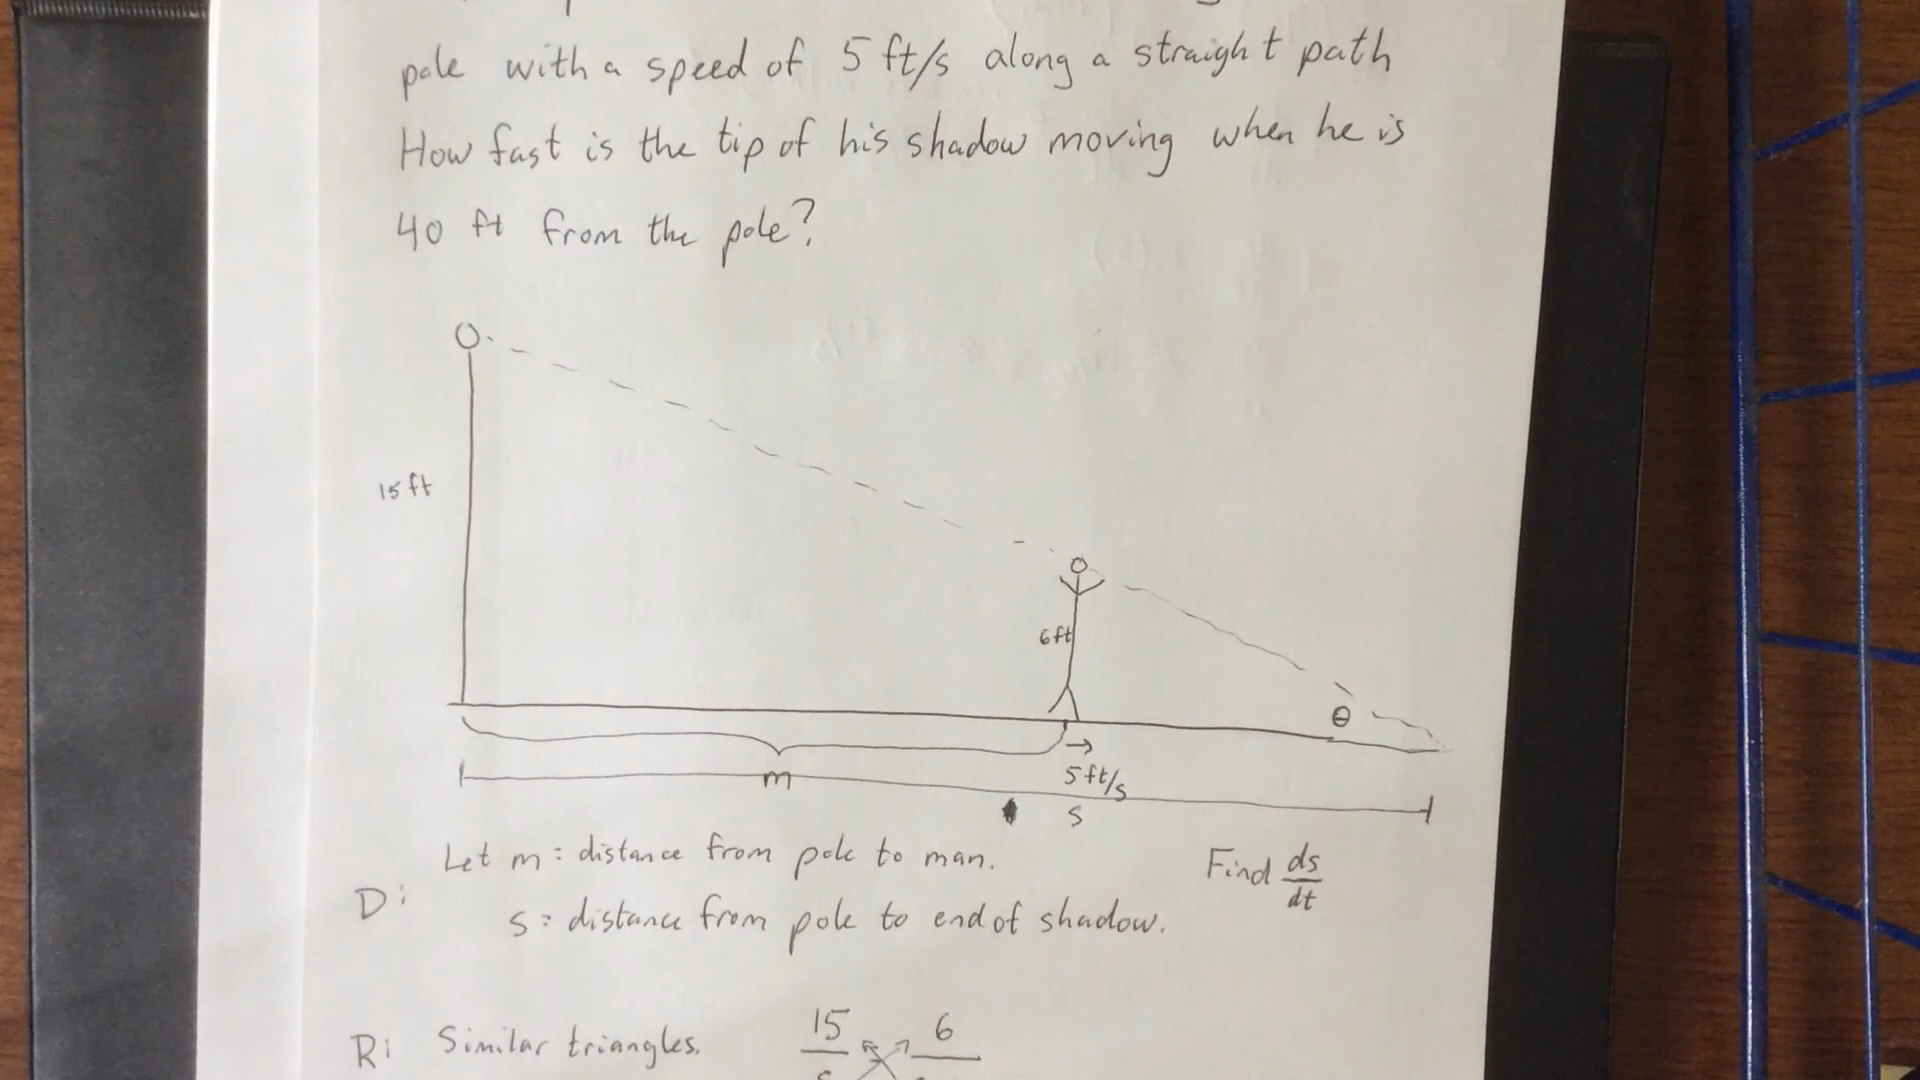 pole with a speed of 5 ft/s along a straight path
How fast is the tip of his shadow moving when he is
40 ft from the pole?
15 ft
6ft
θ
m
5 ft/s
s
Let m = distance from pole to man.
Find ds/dt
D:
s = distance from pole to end of shadow.
R: Similar triangles. 15 6